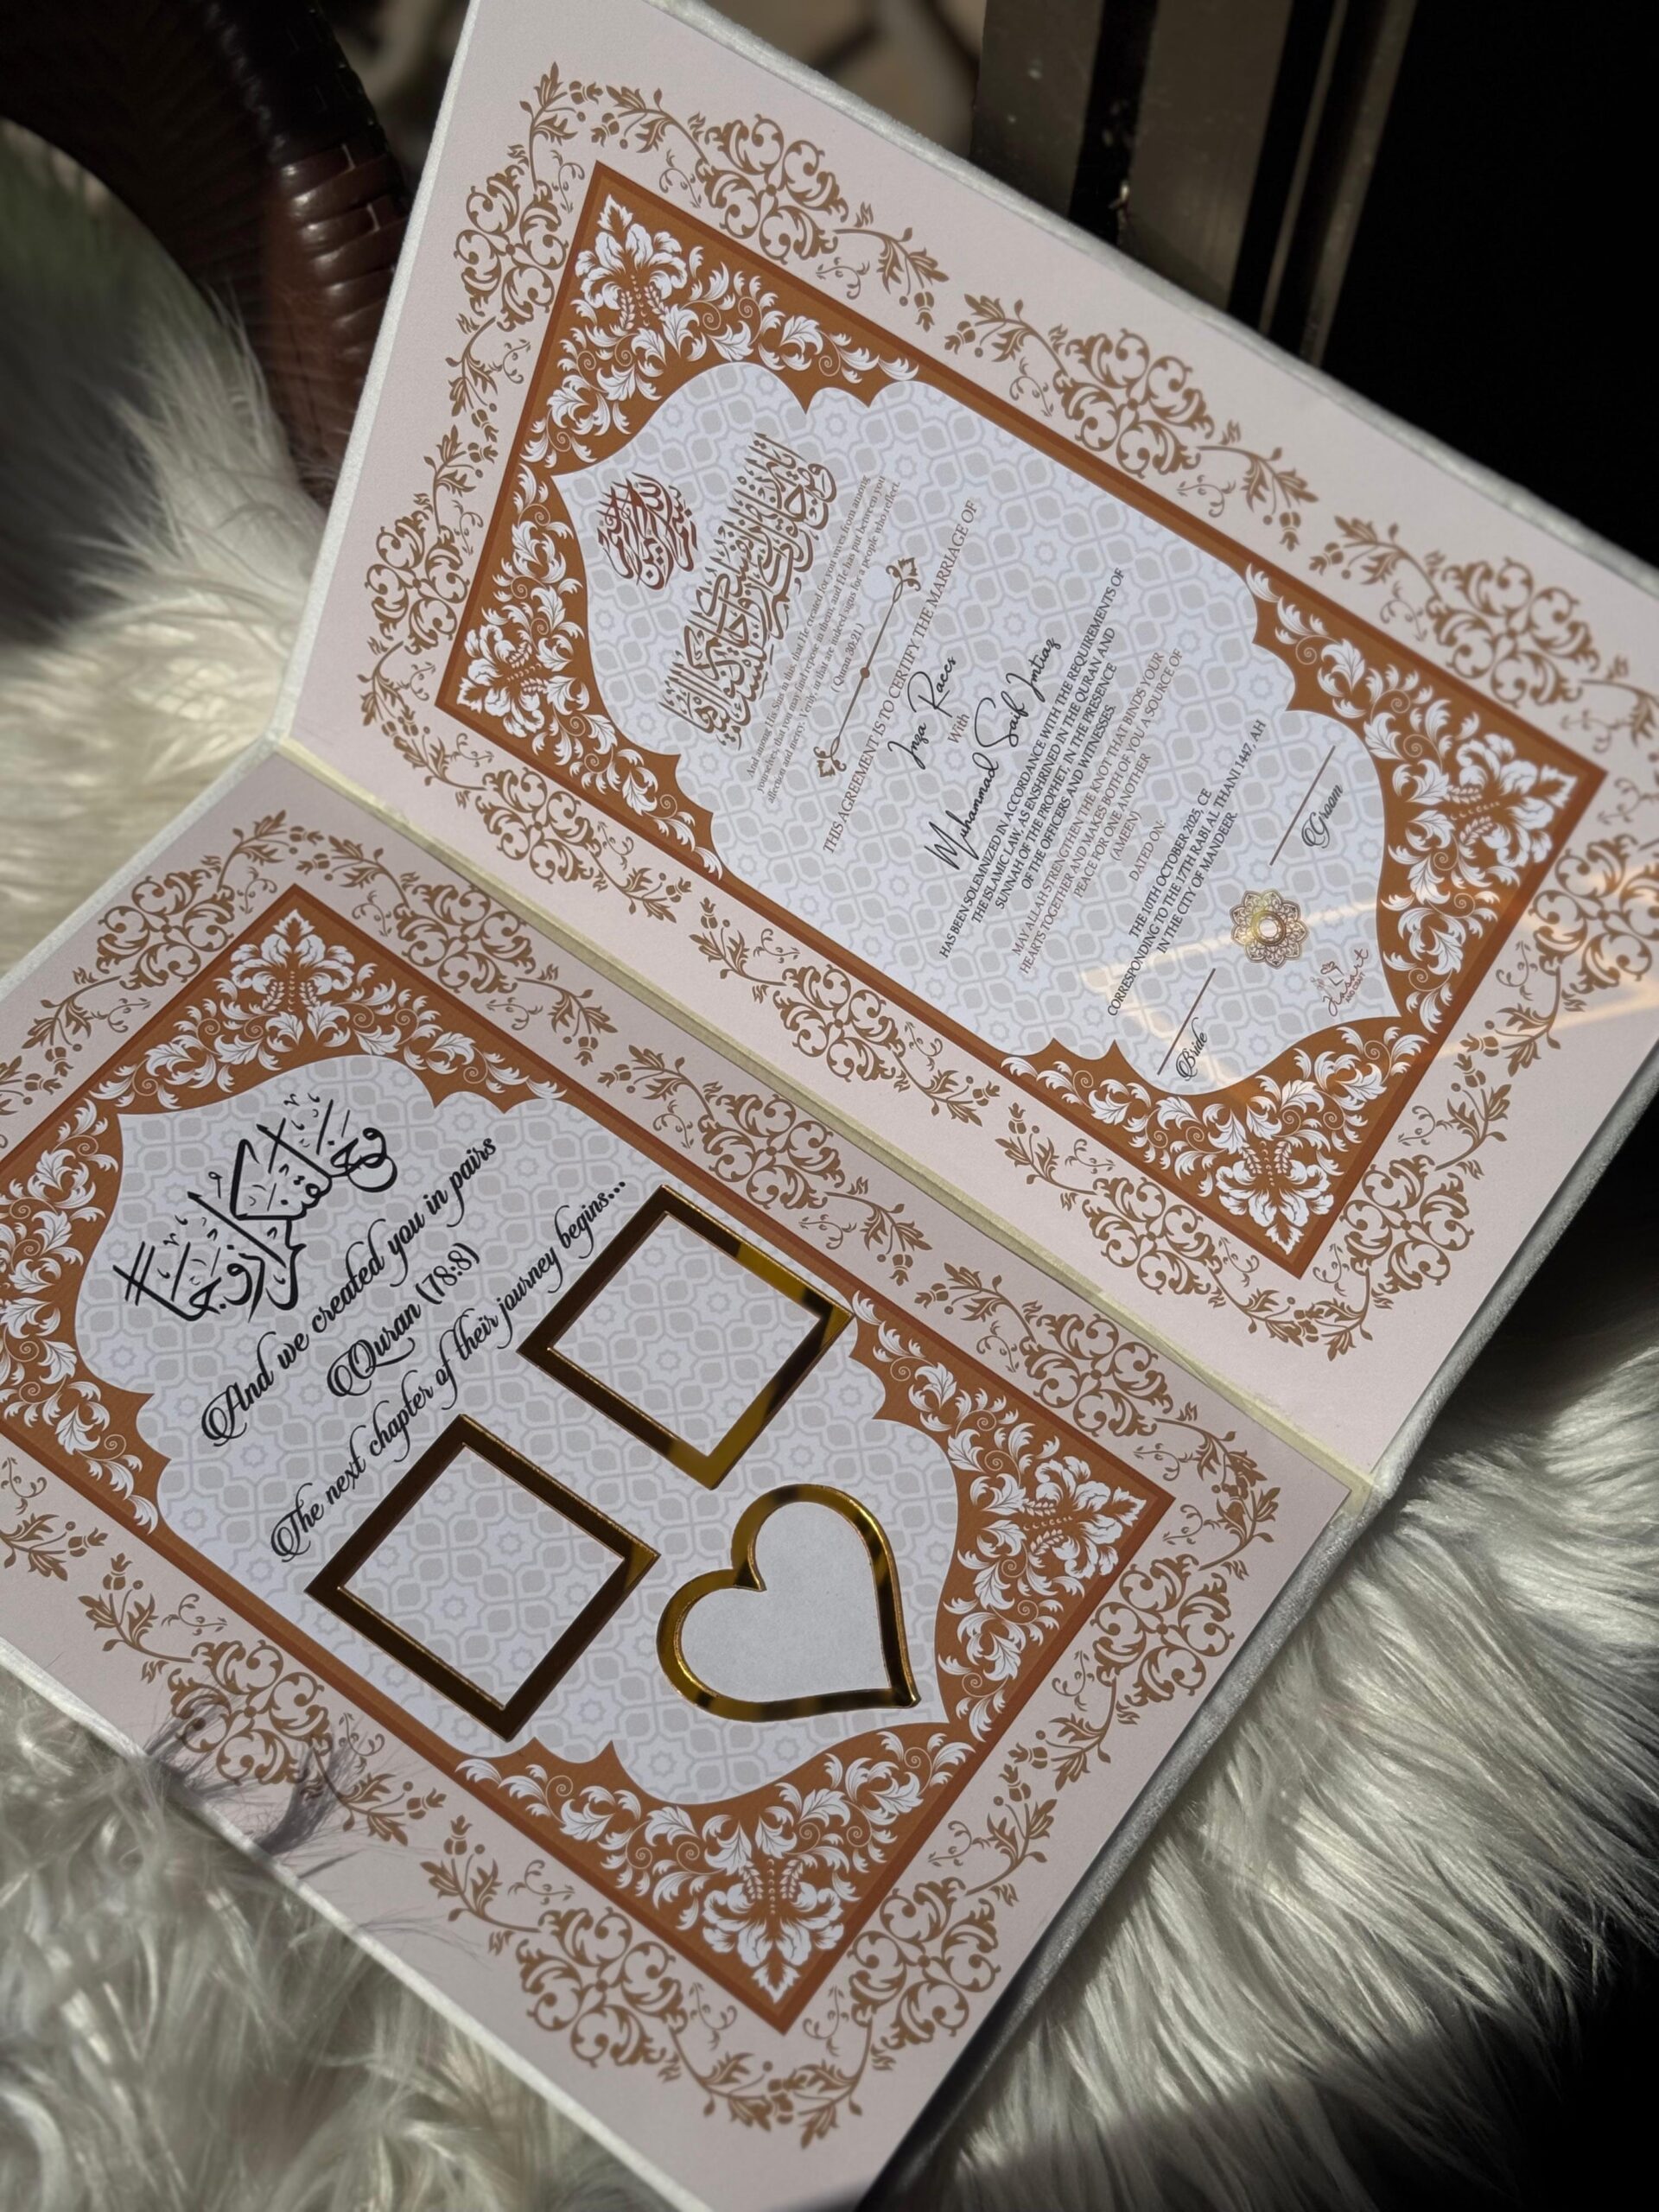 وَخَلَقْنَٰكُمْ أَزْوَٰجًا
And we created you in pairs
Quran (78:8)
The next chapter of their journey begins...
بسم الله الرحمن الرحيم
And among His Signs is this, that He created for you wives from among
yourselves, that you may find repose in them, and He has put between you
affection and mercy. Verily, in that are indeed signs for a people who reflect.
( Quran 30:21 )
THIS AGREEMENT IS TO CERTIFY THE MARRIAGE OF
Inza Raees
With
Muhammad Saif Imtiaz
HAS BEEN SOLEMNIZED IN ACCORDANCE WITH THE REQUIREMENTS OF
THE ISLAMIC LAW, AS ENSHRINED IN THE QURAN AND
SUNNAH OF THE PROPHET, IN THE PRESENCE
OF THE OFFICERS AND WITNESSES.
MAY ALLAH STRENGTHEN THE KNOT THAT BINDS YOUR
HEARTS TOGETHER AND MAKES BOTH OF YOU A SOURCE OF
PEACE FOR ONE ANOTHER
(AMEEN)
DATED ON:
THE 10TH OCTOBER 2025, CE
CORRESPONDING TO THE 17TH RABI AL THANI 1447, AH
IN THE CITY OF MANDEER.
Bride
Groom